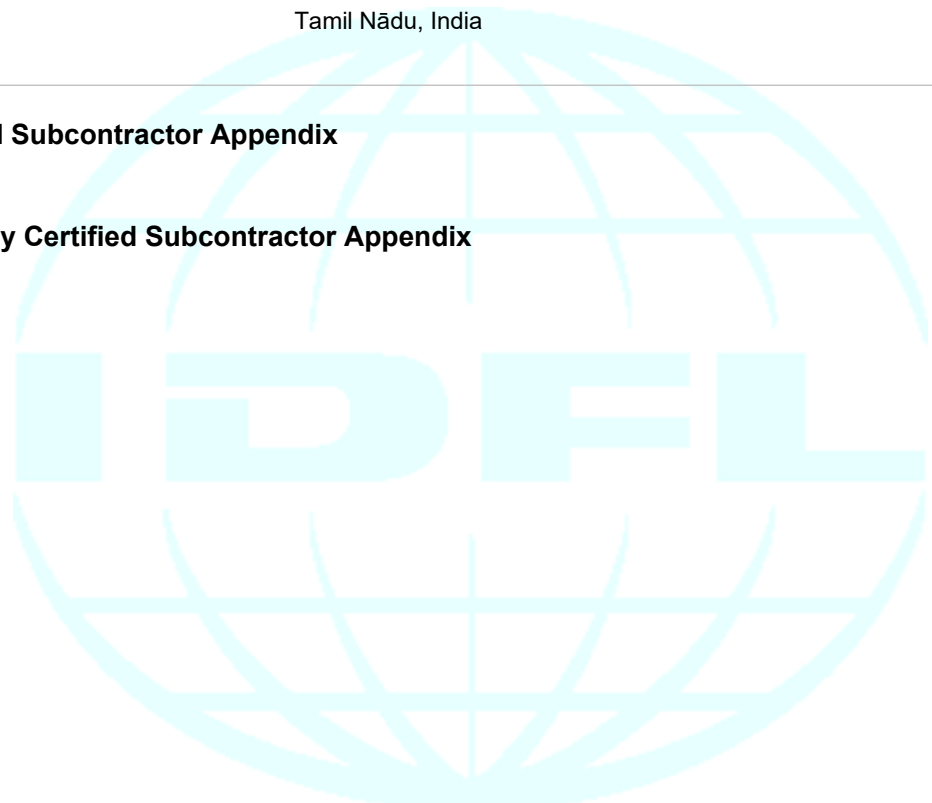 Tamil Nādu, India
l Subcontractor Appendix
y Certified Subcontractor Appendix
IDFL